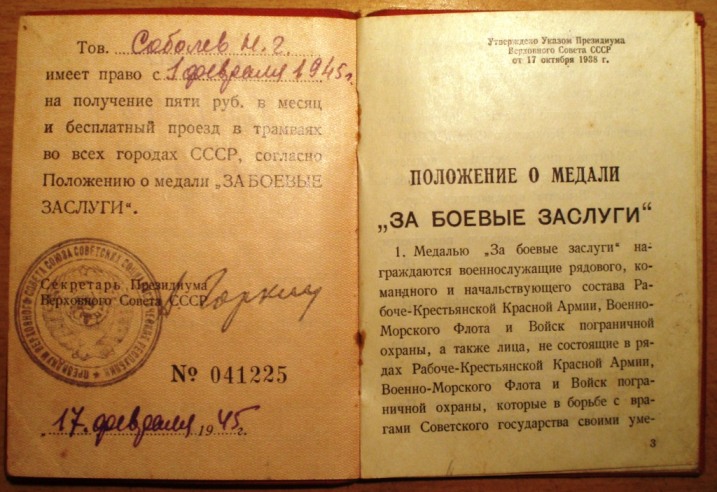 Тов. Соболев Н. г.
имеет право с 1 февраля 1945 г.
на получение пяти руб. в месяц
и бесплатный проезд в трамваях
во всех городах СССР, согласно
Положению о медали „ЗА БОЕВЫЕ
ЗАСЛУГИ“.
Секретарь Президиума
Верховного Совета СССР
Горкин
№ 041225
17 февраля 1945 г.
Утверждено Указом Президиума
Верховного Совета СССР
от 17 октября 1938 г.
ПОЛОЖЕНИЕ О МЕДАЛИ
„ЗА БОЕВЫЕ ЗАСЛУГИ“
1. Медалью „За боевые заслуги“ на-
граждаются военнослужащие рядового, ко-
мандного и начальствующего состава Ра-
боче-Крестьянской Красной Армии, Военно-
Морского Флота и Войск пограничной
охраны, а также лица, не состоящие в ря-
дах Рабоче-Крестьянской Красной Армии,
Военно-Морского Флота и Войск погра-
ничной охраны, которые в борьбе с вра-
гами Советского государства своими уме-
3